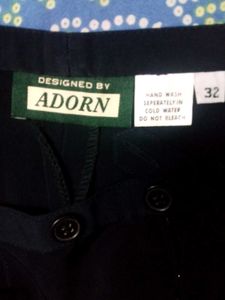 DESIGNED BY
ADORN
HAND WASH
SEPERATELY IN
COLD WATER
DO NOT BLEACH
32